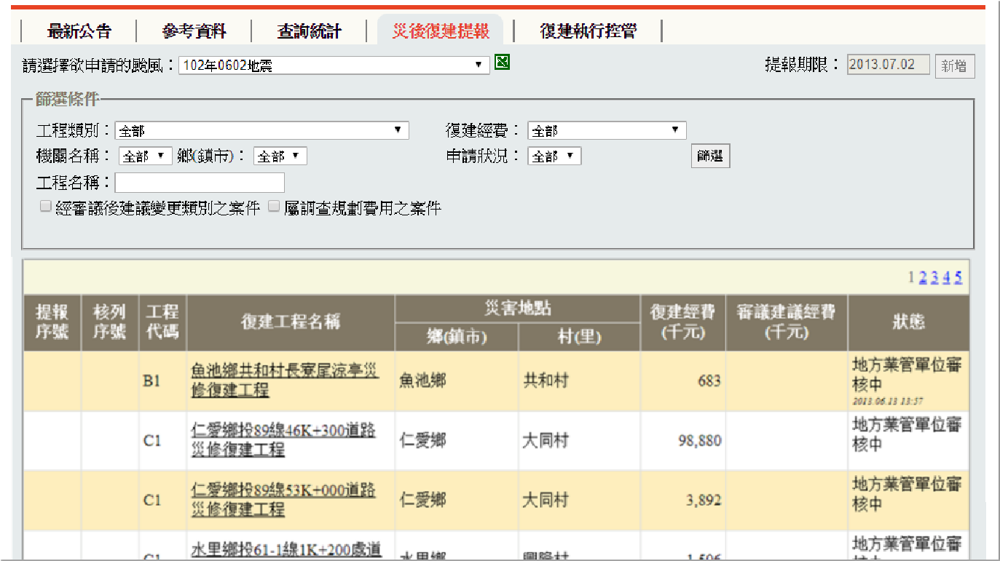 最新公告 參考資料 查詢統計 災後復建提報 復建執行控管
請選擇欲申請的颱風：102年0602地震 提報期限：2013.07.02 新增
篩選條件
工程類別：全部 復建經費：全部
機關名稱：全部 鄉(鎮市)：全部 申請狀況：全部 篩選
工程名稱：
經審議後建議變更類別之案件 屬調查規劃費用之案件
1 2 3 4 5
提報序號 核列序號 工程代碼 復建工程名稱 災害地點 鄉(鎮市) 村(里) 復建經費(千元) 審議建議經費(千元) 狀態
B1 魚池鄉共和村長寮尾涼亭災 魚池鄉 共和村 683 地方業管單位審
修復建工程 核中
2013.06.13 13:57
C1 仁愛鄉投89線46K+300道路 仁愛鄉 大同村 98,880 地方業管單位審
災修復建工程 核中
C1 仁愛鄉投89線53K+000道路 仁愛鄉 大同村 3,892 地方業管單位審
災修復建工程 核中
C1 水里鄉投61-1線1K+200處道 水里鄉 興隆村 1,506 地方業管單位審